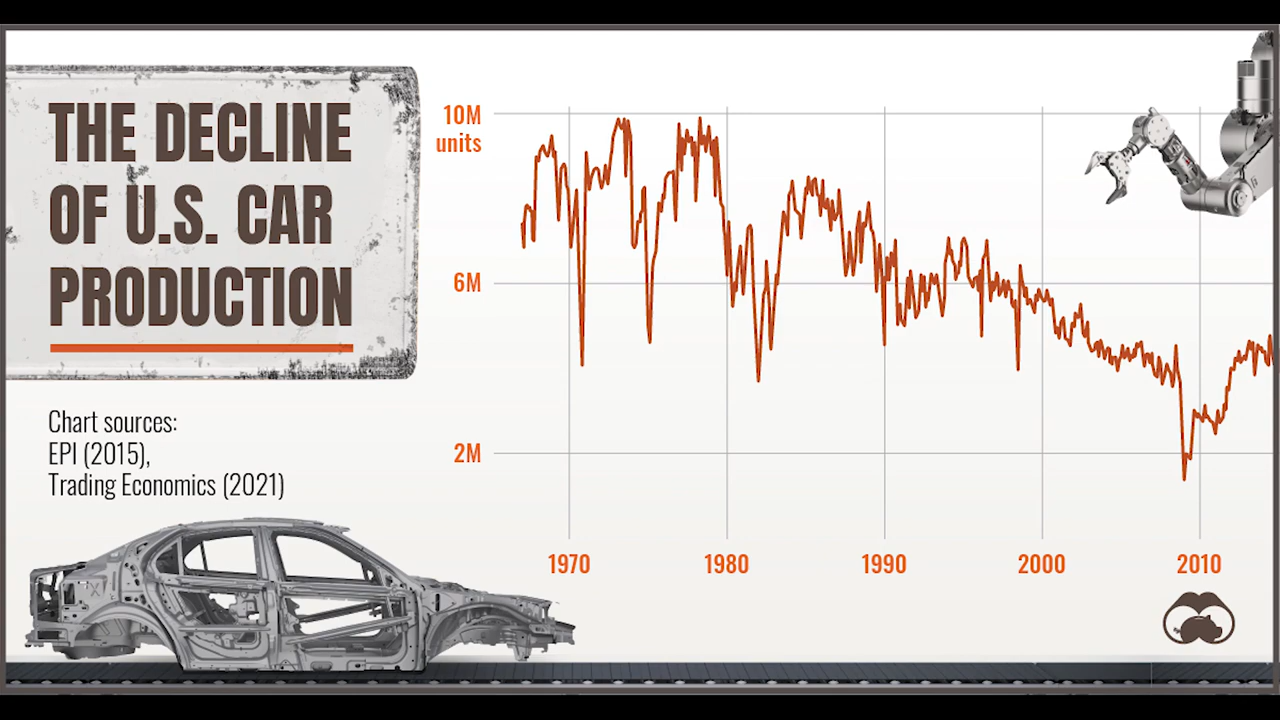 THE DECLINE
OF U.S. CAR
PRODUCTION
Chart sources:
EPI (2015),
Trading Economics (2021)
10M
units
6M
2M
1970 1980 1990 2000 2010